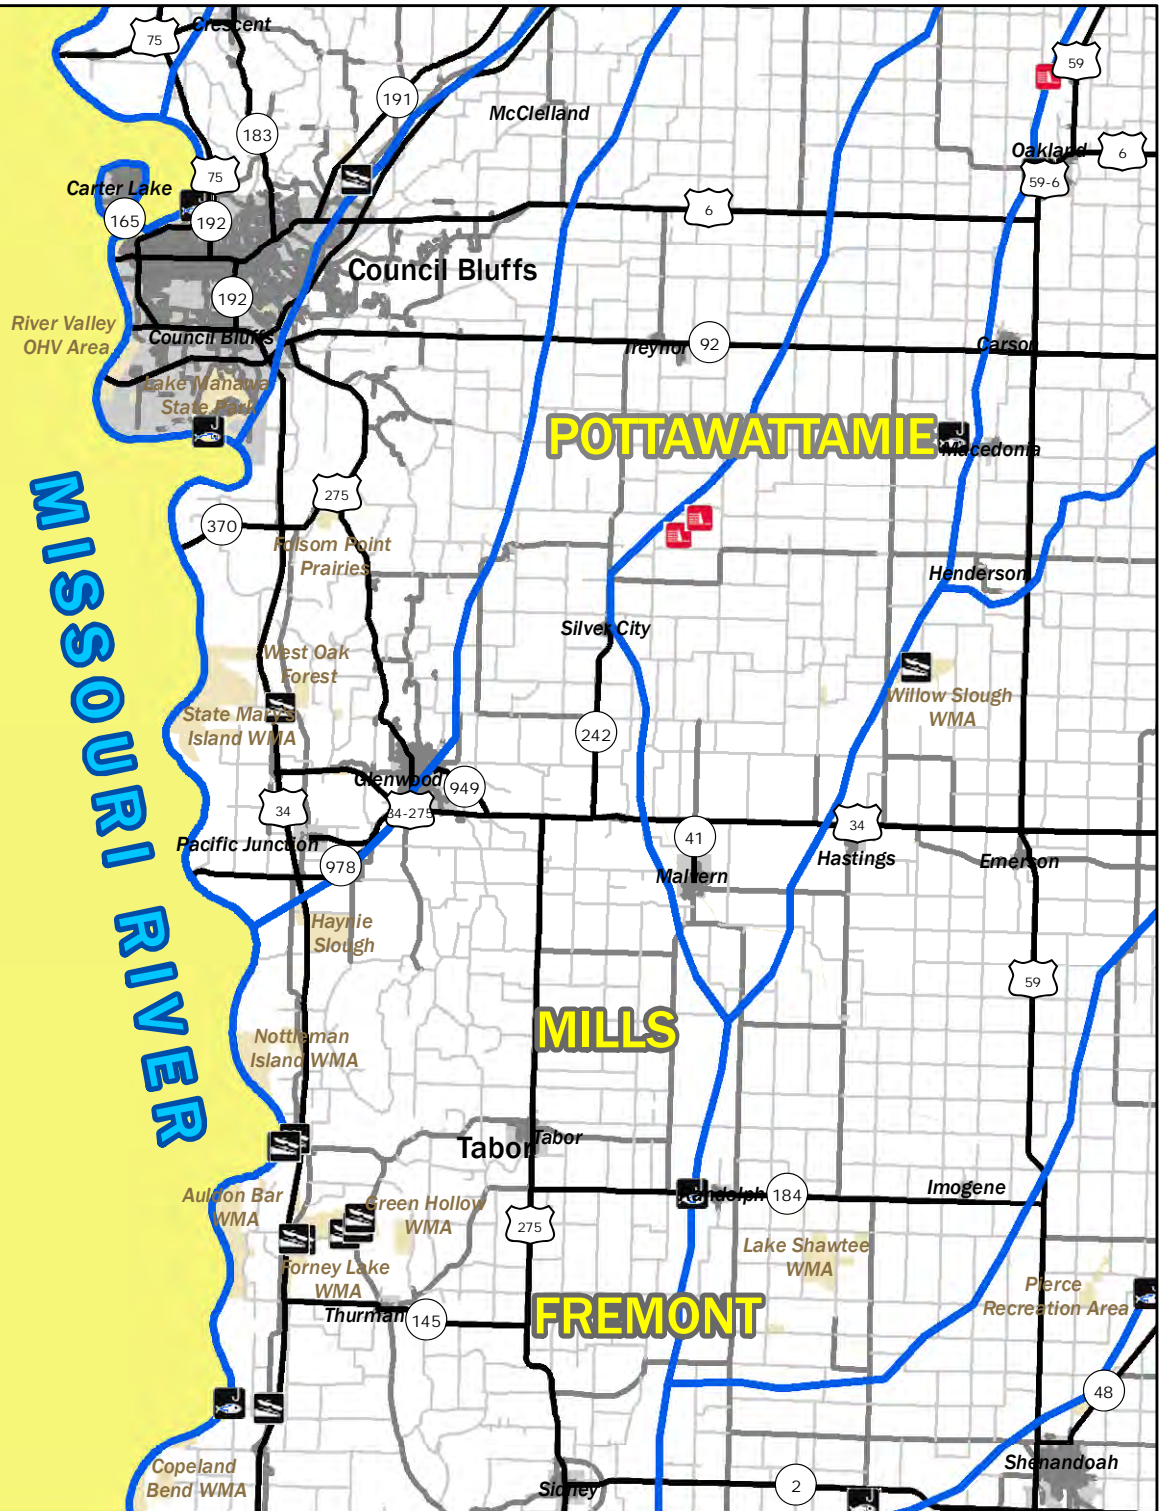 Crescent
75
59
191
McClelland
183
Oakland
6
75
59-6
Carter Lake
165
192
6
Council Bluffs
192
River Valley
OHV Area
Council Bluffs
Treynor
92
Carson
Lake Manawa
State Park
POTTAWATTAMIE
Macedonia
MISSOURI RIVER
275
370
Folsom Point
Prairies
Henderson
Silver City
West Oak
Forest
Willow Slough
WMA
State Mary's
Island WMA
242
Glenwood
949
34
34-275
34
Pacific Junction
41
Hastings
Emerson
978
Malvern
Haynie
Slough
59
MILLS
Nottleman
Island WMA
Tabor
Tabor
Auldon Bar
WMA
Green Hollow
WMA
Randolph
184
Imogene
275
Lake Shawtee
WMA
Forney Lake
WMA
Pierce
Recreation Area
Thurman
145
FREMONT
48
Copeland
Bend WMA
Shenandoah
Sidney
2